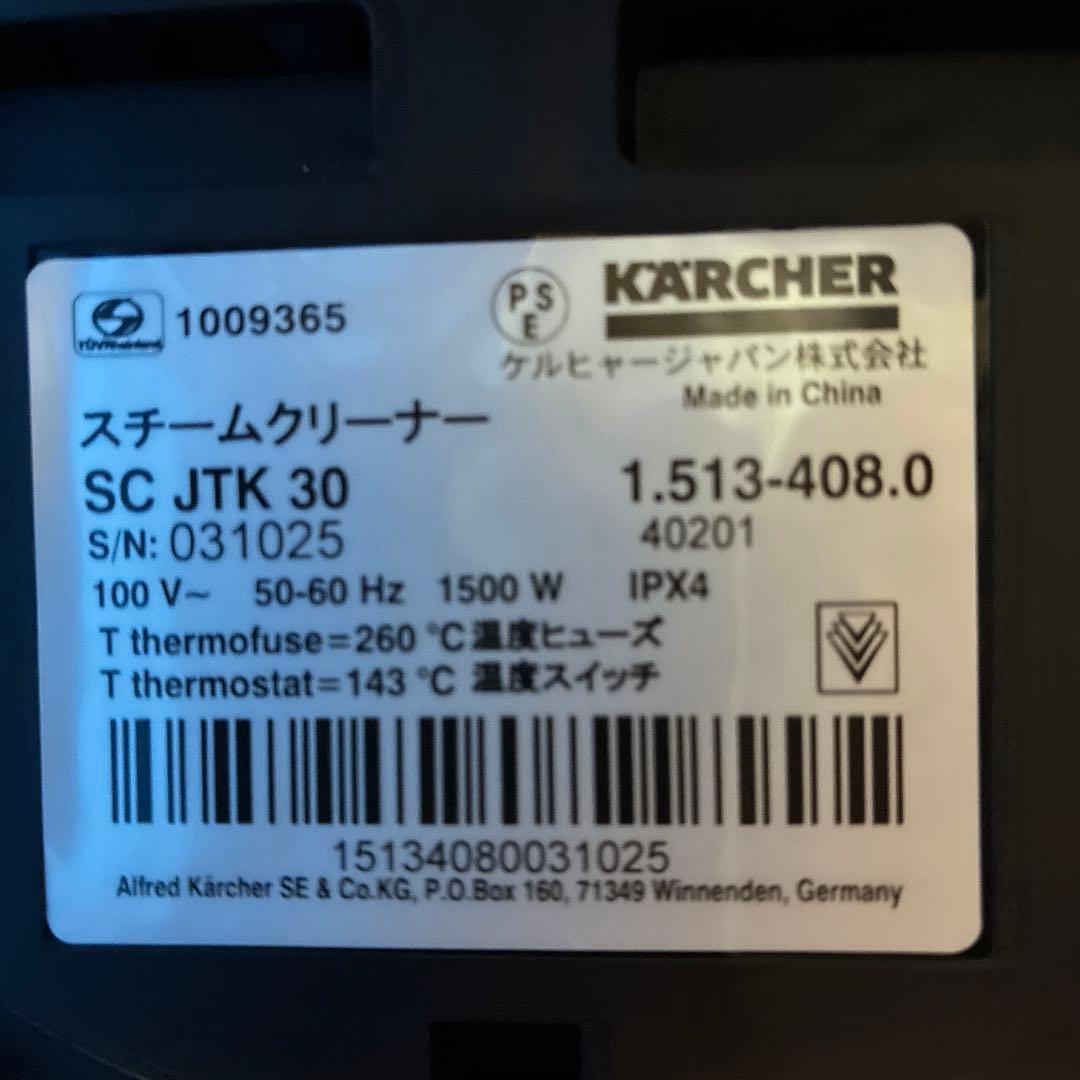 TÜVRheinland 1009365
PSE KÄRCHER
ケルヒャージャパン株式会社
Made in China
スチームクリーナー
SC JTK 30 1.513-408.0
S/N: 031025 40201
100 V~ 50-60 Hz 1500 W IPX4
T thermofuse=260 °C 温度ヒューズ
T thermostat=143 °C 温度スイッチ
15134080031025
Alfred Kärcher SE & Co.KG, P.O.Box 160, 71349 Winnenden, Germany